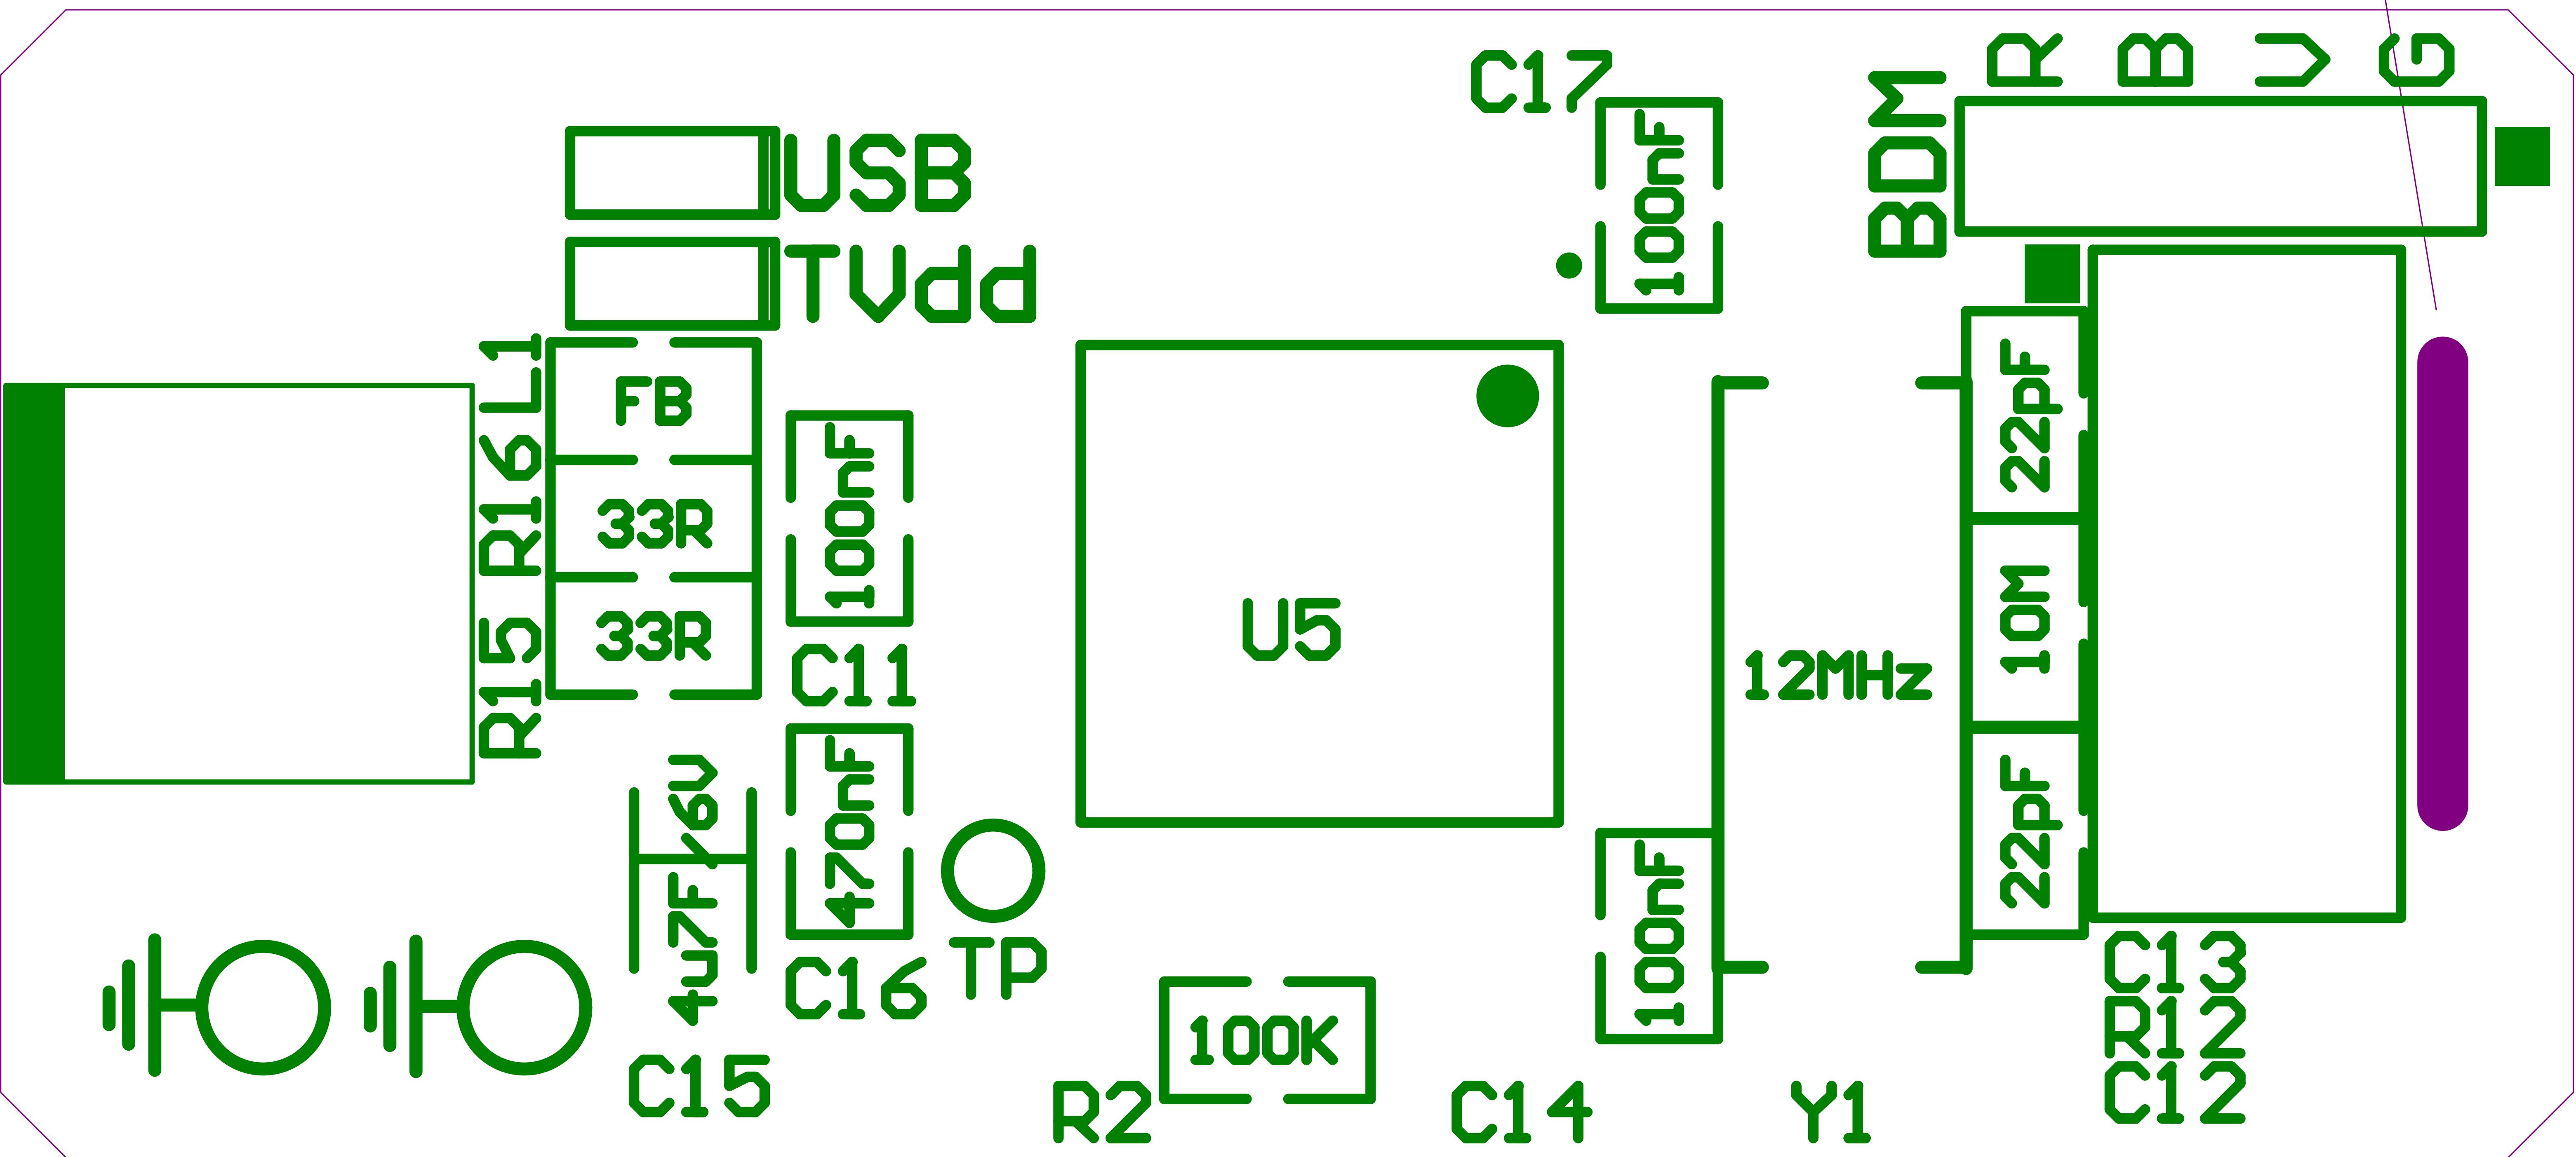 R B V G
C17
BDM
100nF
USB
TVdd
L1
FB
R16
33R
R15
33R
100nF
C11
U5
12MHz
22pF
10M
22pF
4u7F/6V
470nF
C16
TP
C15
100K
R2
100nF
C14
Y1
C13
R12
C12